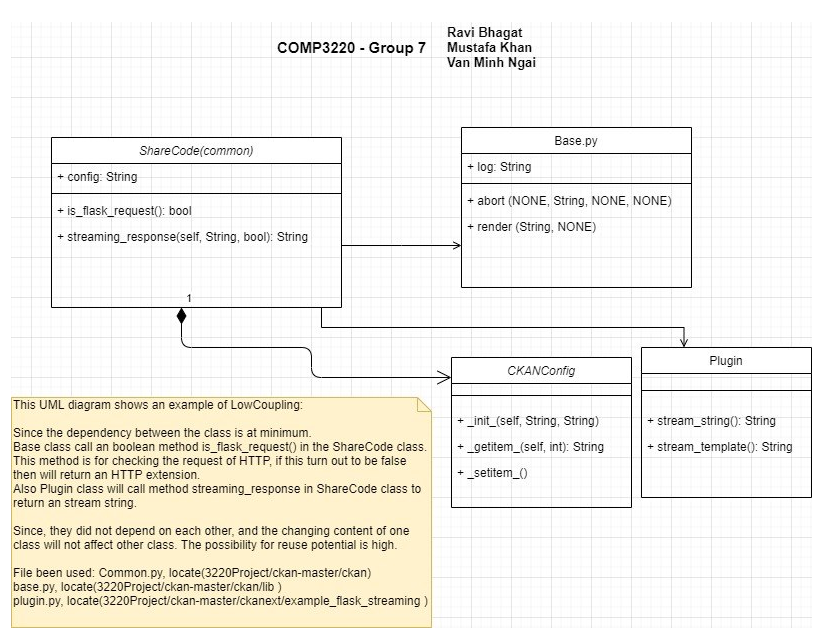 COMP3220 - Group 7
Ravi Bhagat
Mustafa Khan
Van Minh Ngai
ShareCode(common)
+ config: String
+ is_flask_request(): bool
+ streaming_response(self, String, bool): String
1
Base.py
+ log: String
+ abort (NONE, String, NONE, NONE)
+ render (String, NONE)
CKANConfig
+ _init_(self, String, String)
+ _getitem_(self, int): String
+ _setitem_()
Plugin
+ stream_string(): String
+ stream_template(): String
This UML diagram shows an example of LowCoupling:
Since the dependency between the class is at minimum.
Base class call an boolean method is_flask_request() in the ShareCode class.
This method is for checking the request of HTTP, if this turn out to be false
then will return an HTTP extension.
Also Plugin class will call method streaming_response in ShareCode class to
return an stream string.
Since, they did not depend on each other, and the changing content of one
class will not affect other class. The possibility for reuse potential is high.
File been used: Common.py, locate(3220Project/ckan-master/ckan)
base.py, locate(3220Project/ckan-master/ckan/lib )
plugin.py, locate(3220Project/ckan-master/ckanext/example_flask_streaming )